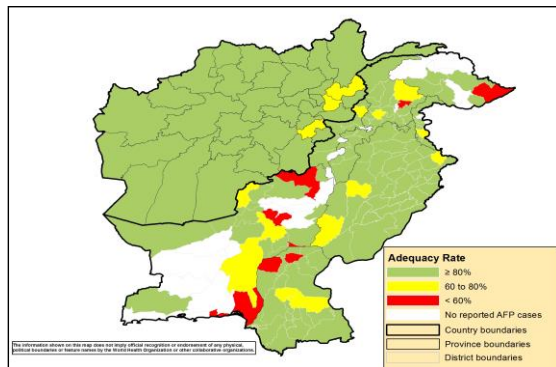 Adequacy Rate
≥ 80%
60 to 80%
< 60%
No reported AFP cases
Country boundaries
Province boundaries
District boundaries
The information shown on this map does not imply official recognition or endorsement of any physical,
political boundaries or feature names by the World Health Organization or other collaborative organizations.